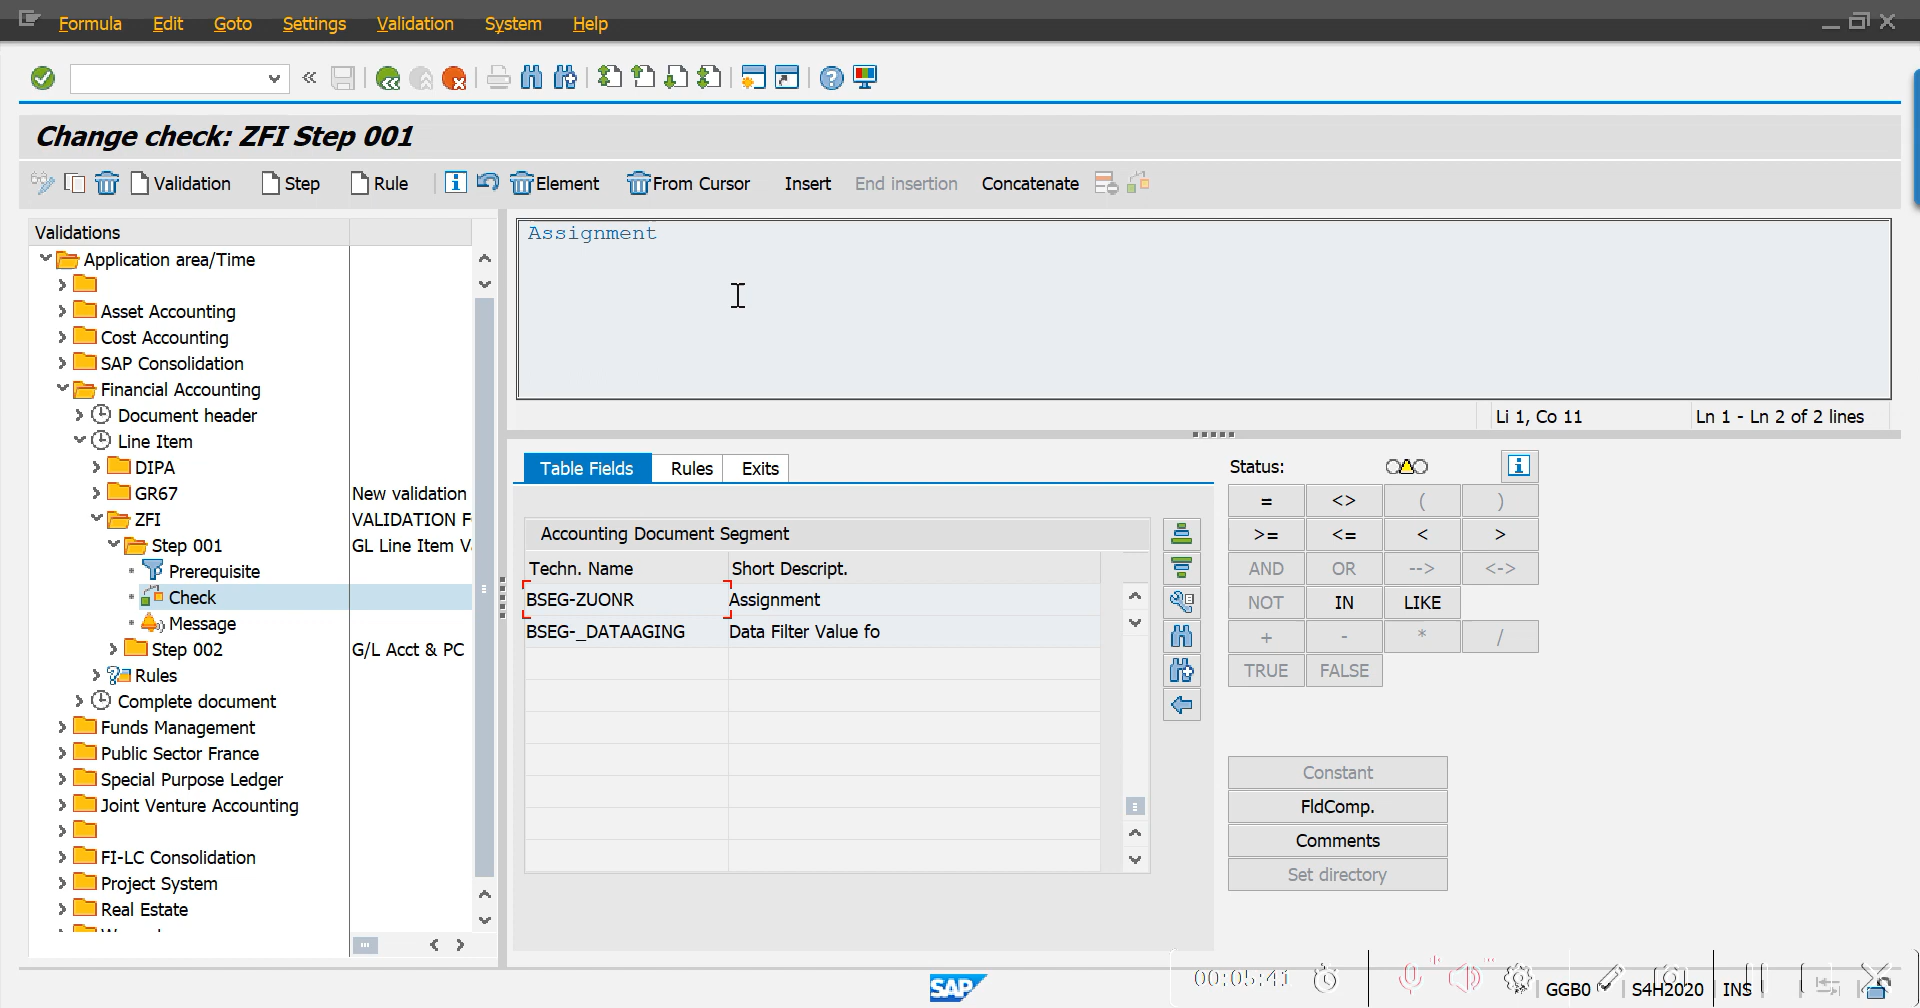 Formula Edit Goto Settings Validation System Help
Change check: ZFI Step 001
Validation Step Rule Element From Cursor Insert End insertion Concatenate
Validations
Application area/Time
Asset Accounting
Cost Accounting
SAP Consolidation
Financial Accounting
Document header
Line Item
DIPA
GR67 New validation
ZFI VALIDATION F
Step 001 GL Line Item V
Prerequisite
Check
Message
Step 002 G/L Acct & PC
Rules
Complete document
Funds Management
Public Sector France
Special Purpose Ledger
Joint Venture Accounting
FI-LC Consolidation
Project System
Real Estate
Assignment
Li 1, Co 11 Ln 1 - Ln 2 of 2 lines
Table Fields Rules Exits
Accounting Document Segment
Techn. Name Short Descript.
BSEG-ZUONR Assignment
BSEG-_DATAAGING Data Filter Value fo
Status:
= <> ( )
>= <= < >
AND OR --> <->
NOT IN LIKE
+ - * /
TRUE FALSE
Constant
FldComp.
Comments
Set directory
SAP
00:05:41
GGB0 S4H2020 INS